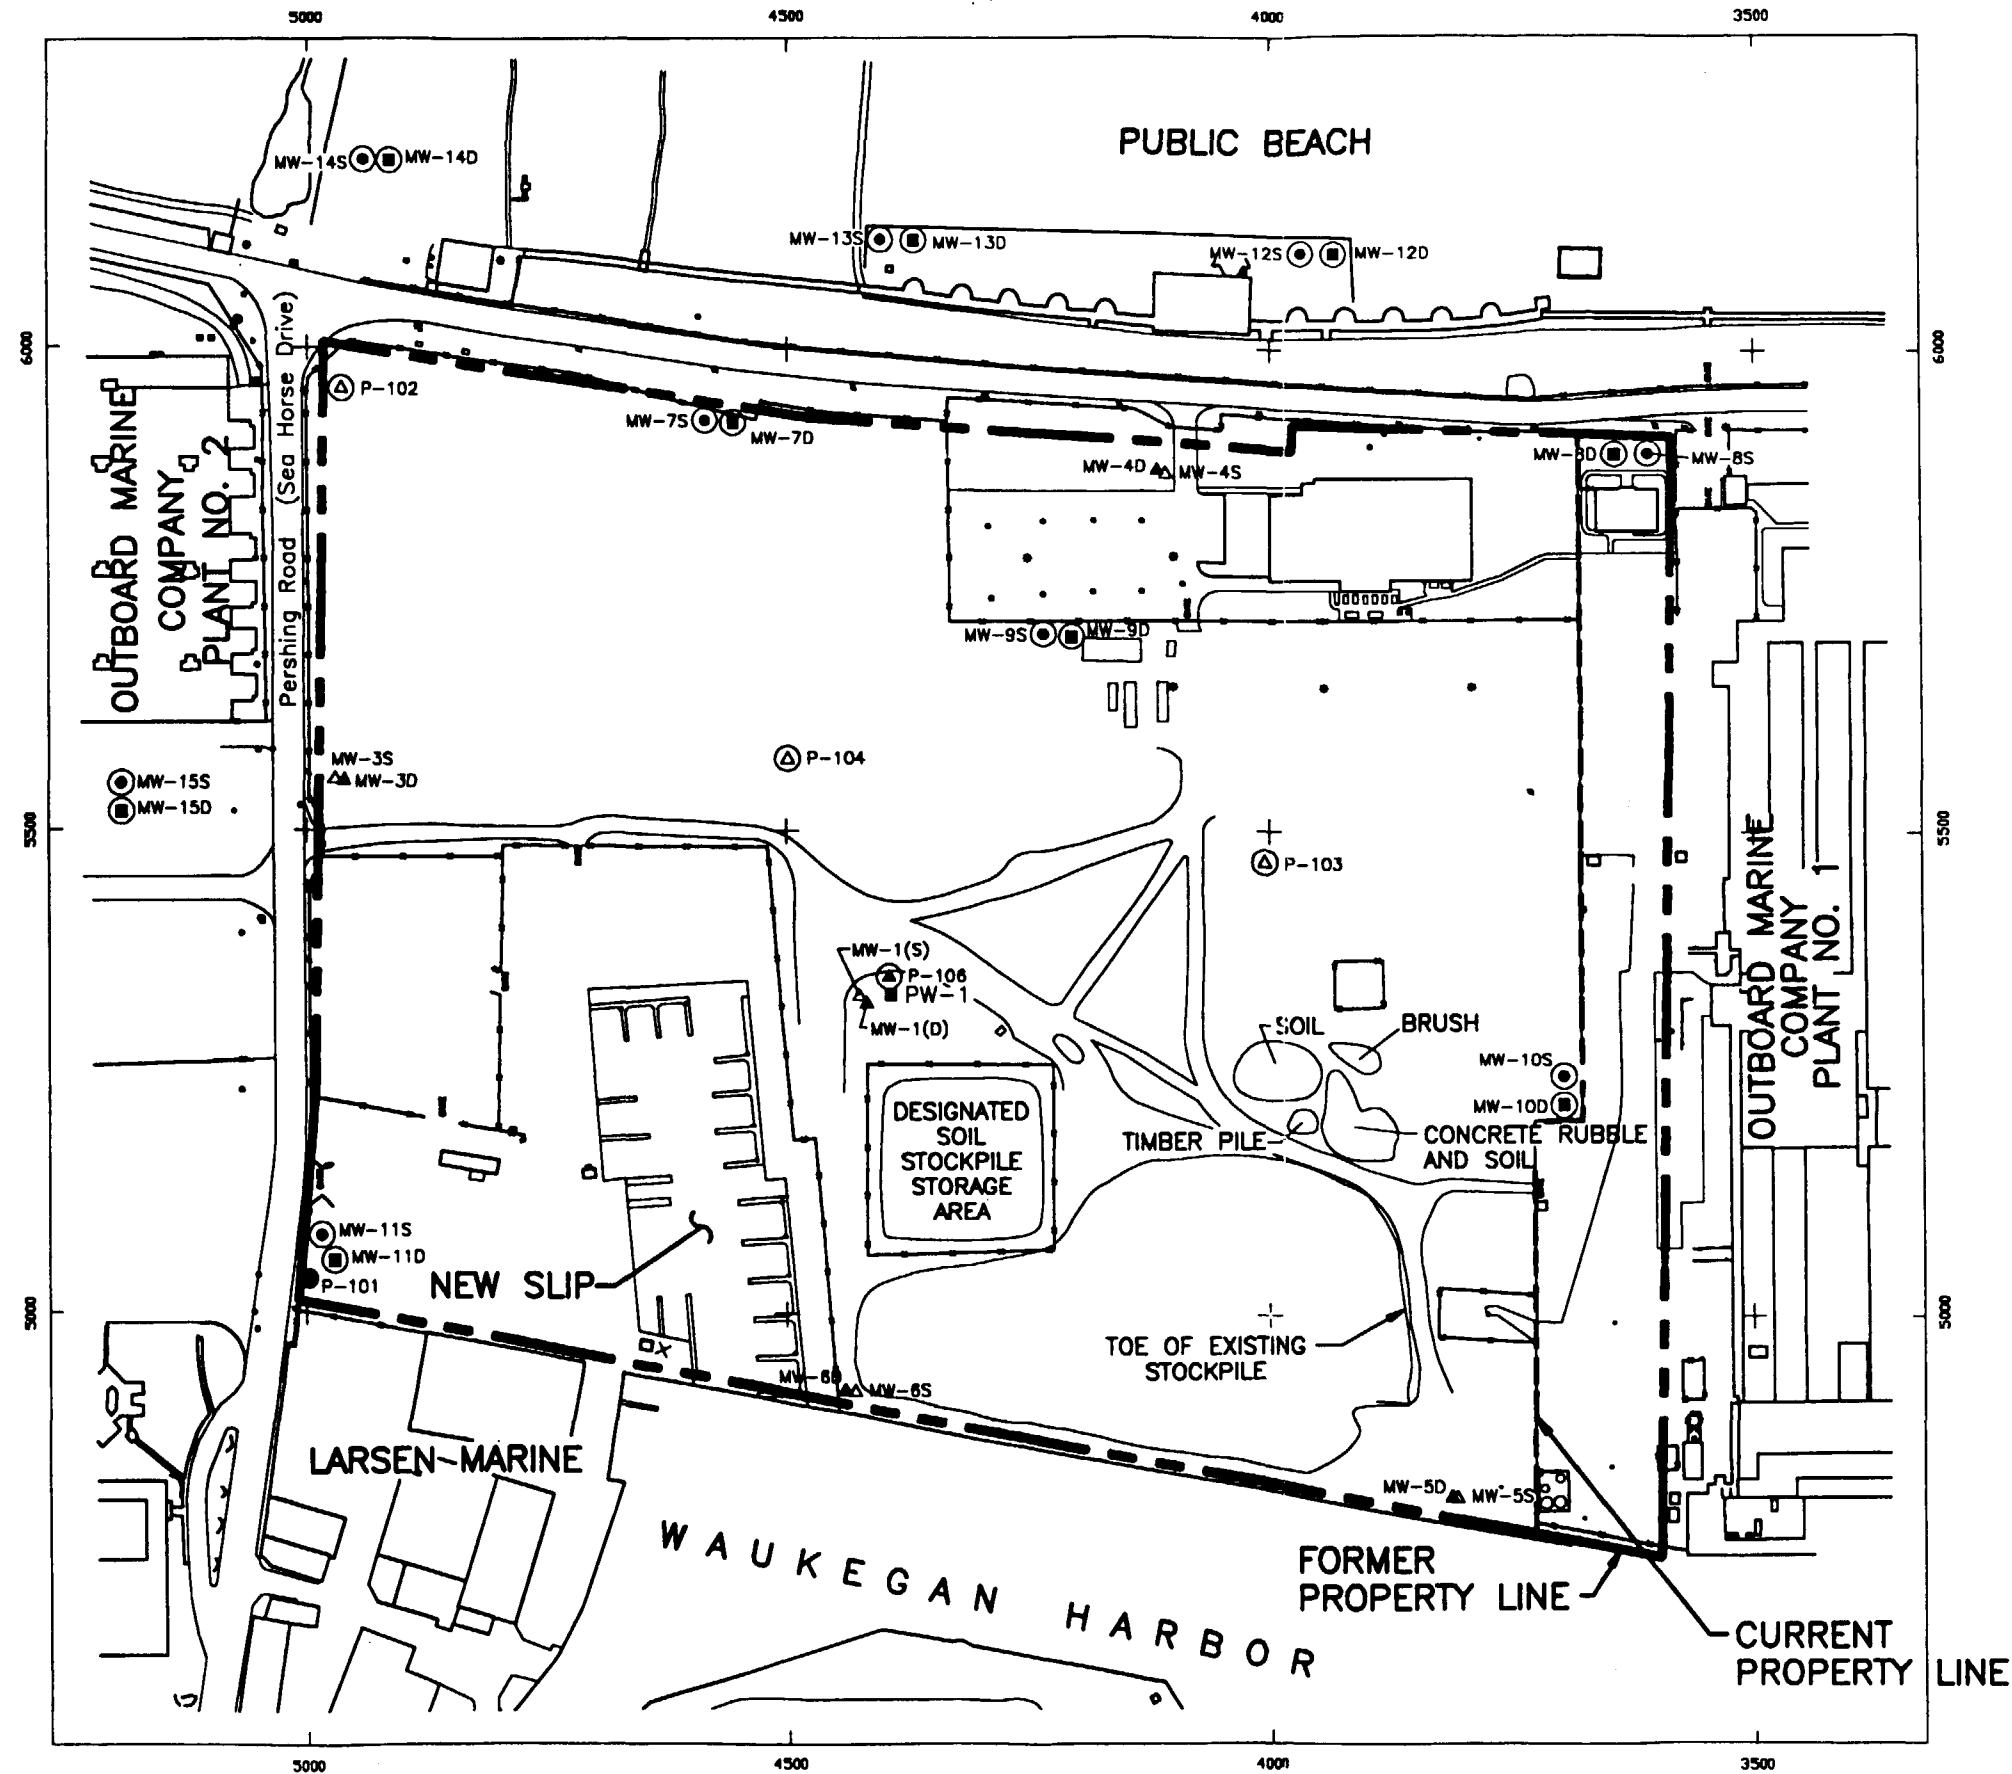 5000 4500 4000 3500
PUBLIC BEACH
MW-14S MW-14D
MW-13S MW-13D
MW-12S MW-12D
6000 6000
P-102
MW-7S MW-7D
MW-4D MW-4S
MW-8D MW-8S
OUTBOARD MARINE
COMPANY
PLANT NO. 2
Pershing Road (Sea Horse Drive)
MW-9S MW-9D
MW-3S
MW-3D
P-104
MW-15S
MW-15D
5500 5500
P-103
OUTBOARD MARINE
COMPANY
PLANT NO. 1
MW-1(S)
P-106
PW-1
MW-1(D)
SOIL BRUSH
MW-10S
MW-10D
DESIGNATED
SOIL
STOCKPILE
STORAGE
AREA
TIMBER PILE
CONCRETE RUBBLE
AND SOIL
MW-11S
MW-11D
P-101
NEW SLIP
5000 5000
TOE OF EXISTING
STOCKPILE
MW-6D MW-6S
LARSEN-MARINE
MW-5D MW-5S
WAUKEGAN HARBOR
FORMER
PROPERTY LINE
CURRENT
PROPERTY LINE
5000 4500 4000 3500